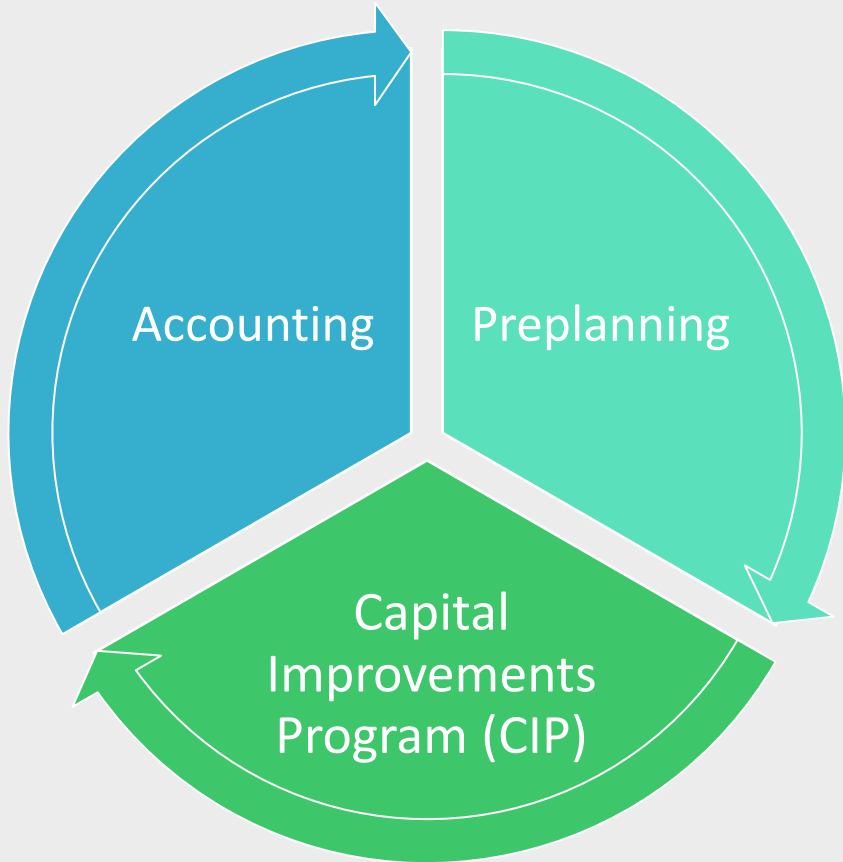 Accounting
Preplanning
Capital
Improvements
Program (CIP)